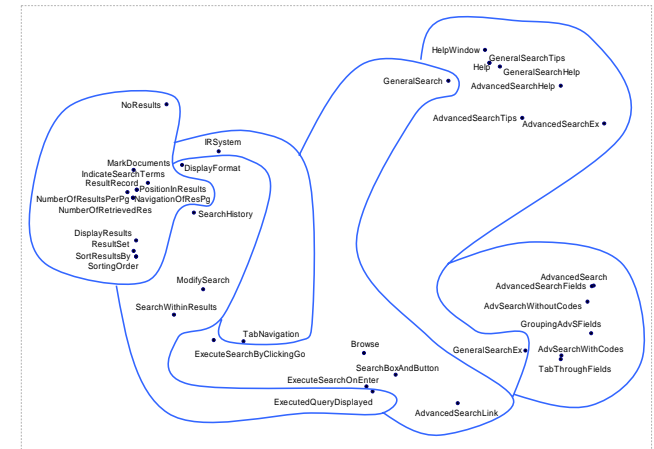 HelpWindow
GeneralSearchTips
Help
GeneralSearchHelp
GeneralSearch
AdvancedSearchHelp
NoResults
AdvancedSearchTips
AdvancedSearchEx
IRSystem
MarkDocuments
DisplayFormat
IndicateSearchTerms
ResultRecord
PositionInResults
NumberOfResultsPerPg
NavigationOfResPg
NumberOfRetrievedRes
SearchHistory
DisplayResults
ResultSet
SortResultsBy
SortingOrder
AdvancedSearch
ModifySearch
AdvancedSearchFields
AdvSearchWithoutCodes
SearchWithinResults
GroupingAdvSFields
TabNavigation
Browse
GeneralSearchEx
AdvSearchWithCodes
ExecuteSearchByClickingGo
SearchBoxAndButton
TabThroughFields
ExecuteSearchOnEnter
ExecutedQueryDisplayed
AdvancedSearchLink